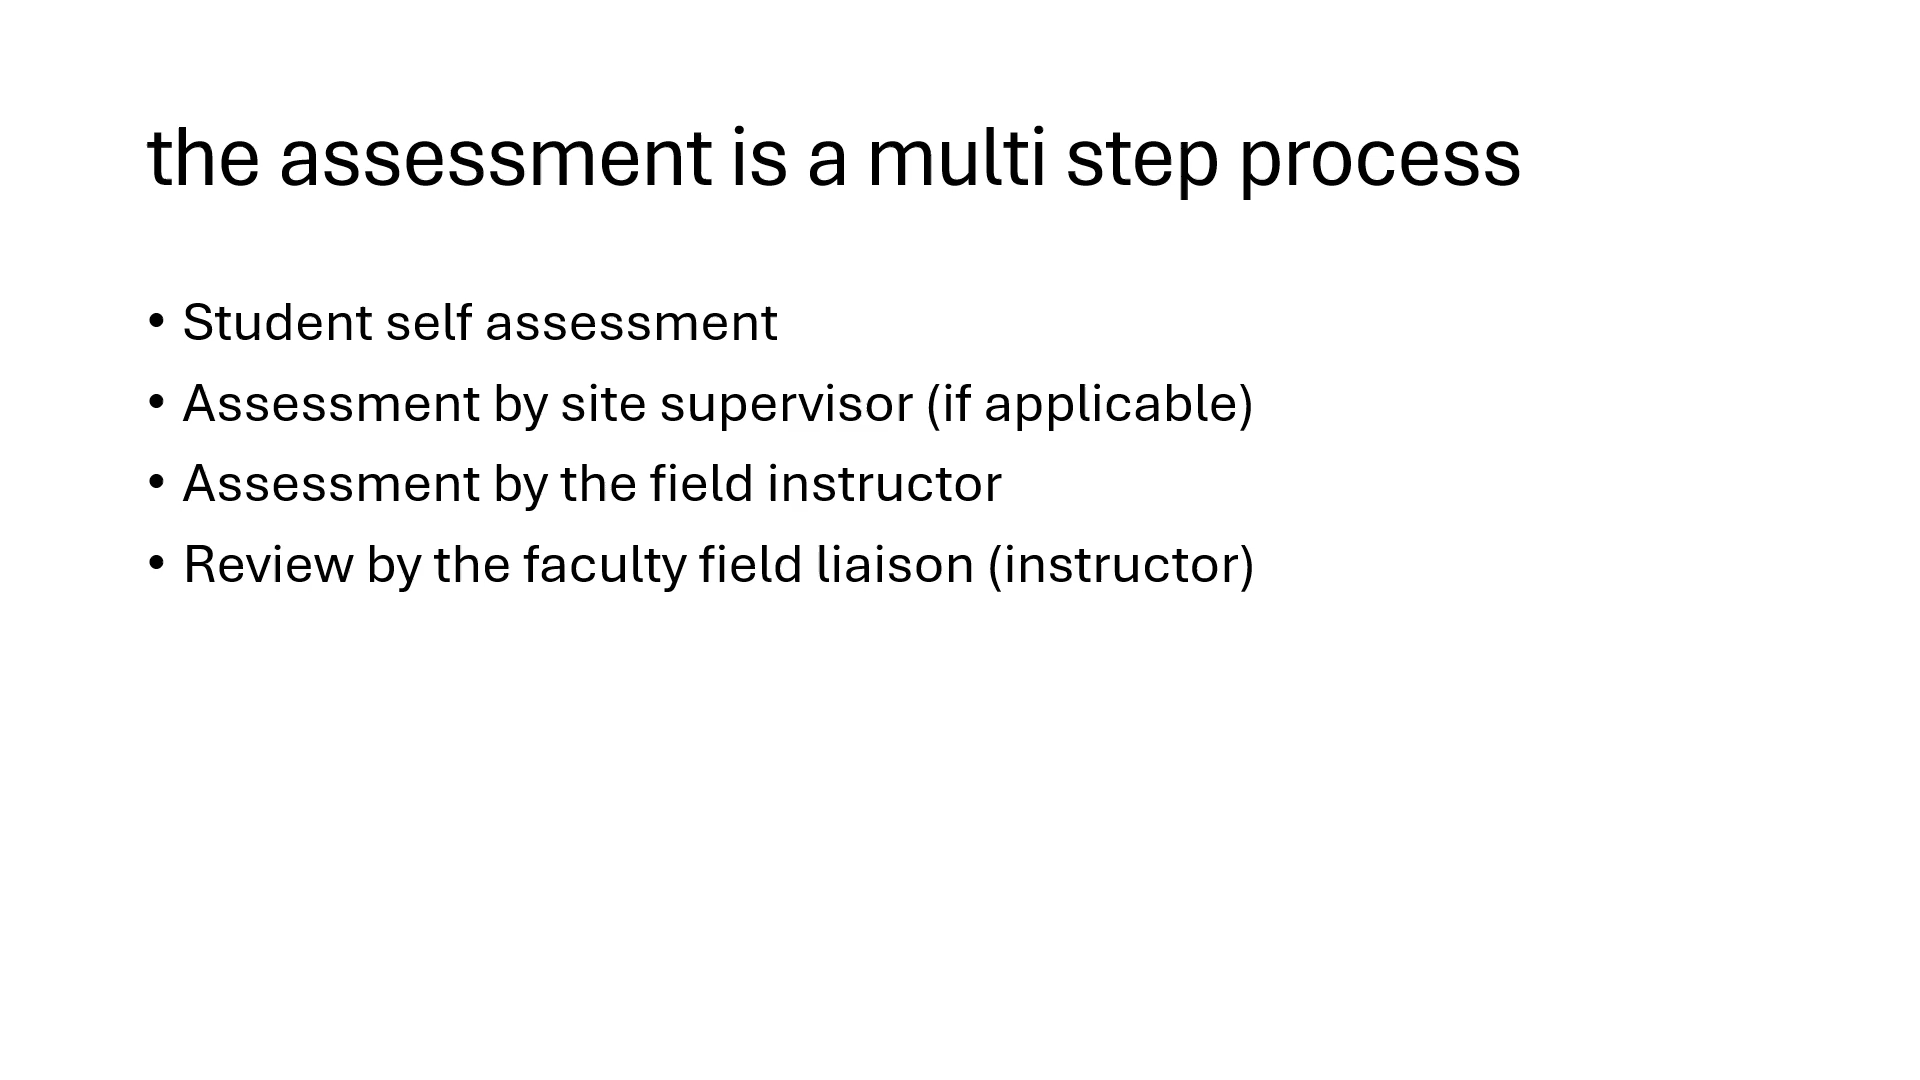 the assessment is a multi step process
• Student self assessment
• Assessment by site supervisor (if applicable)
• Assessment by the field instructor
• Review by the faculty field liaison (instructor)